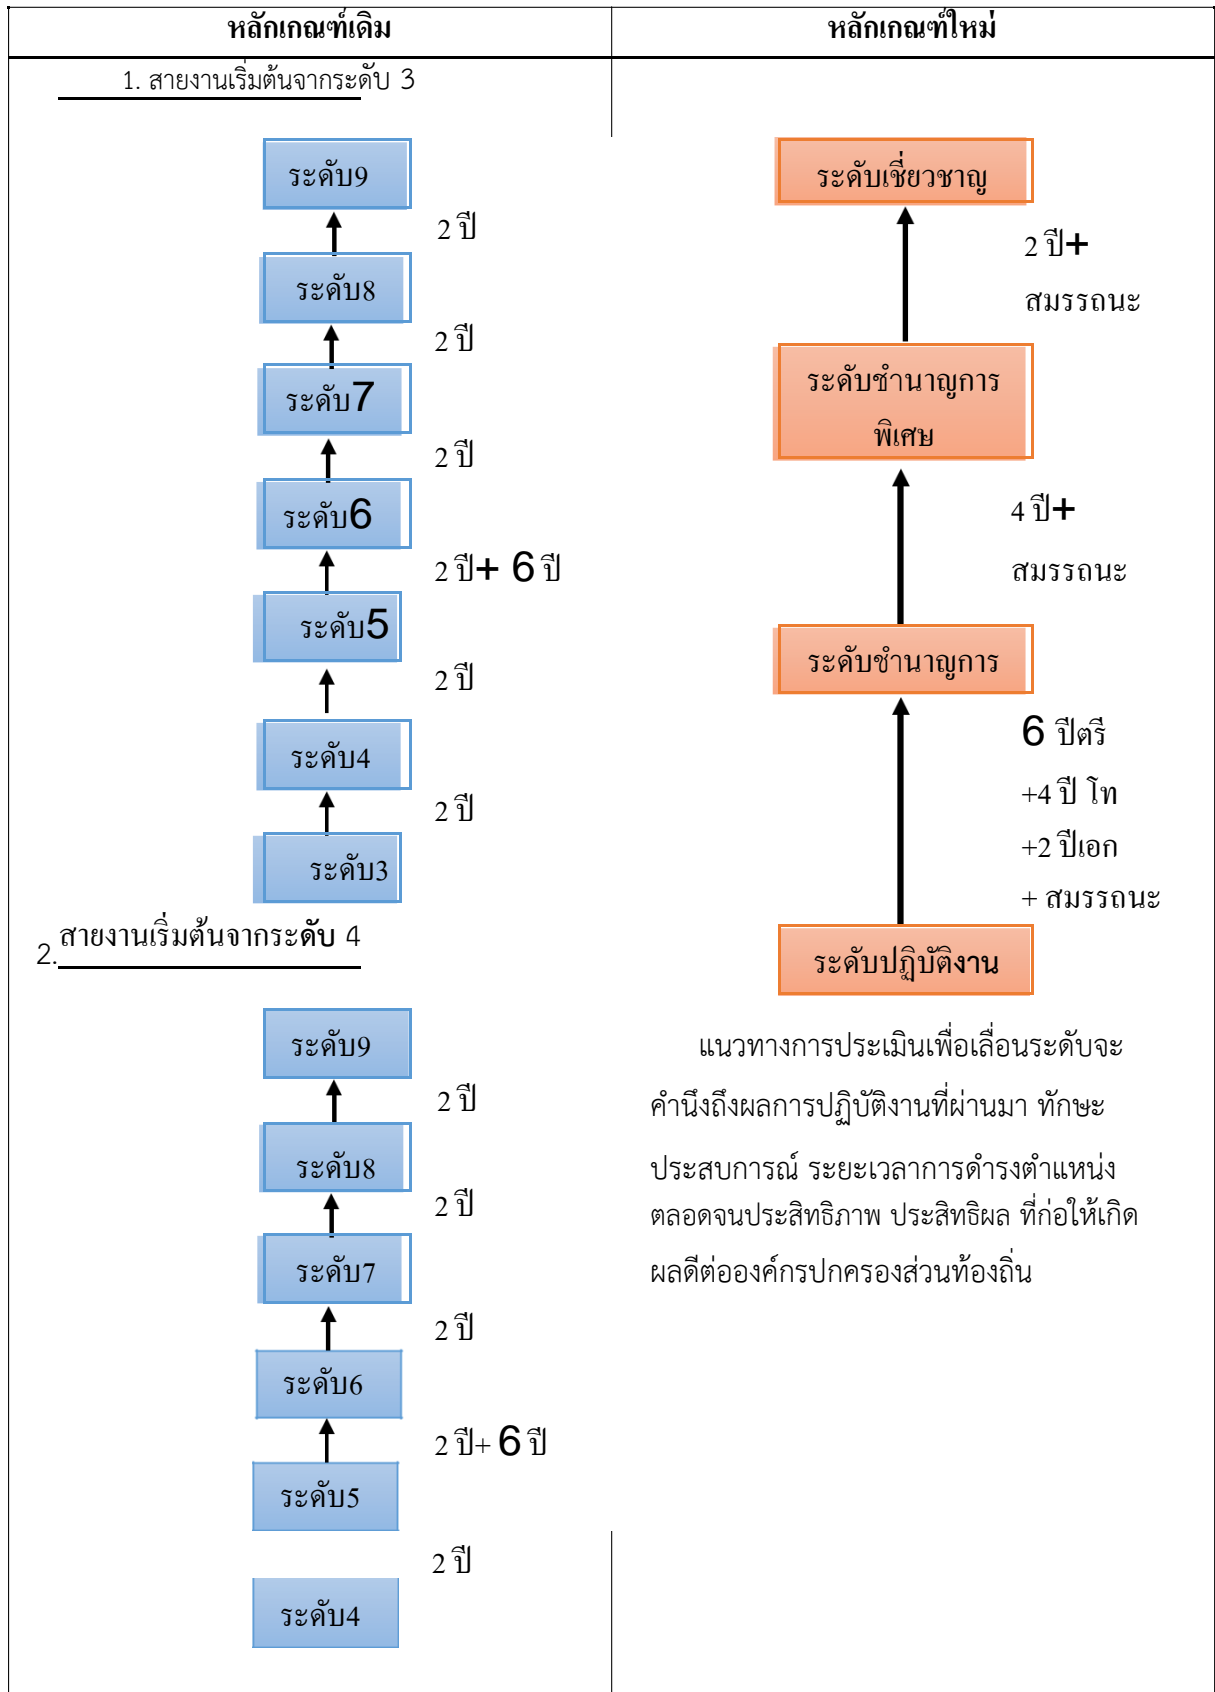 หลักเกณฑ์เดิม
หลักเกณฑ์ใหม่
1. สายงานเริ่มต้นจากระดับ 3
ระดับ9
2 ปี
ระดับ8
2 ปี
ระดับ7
2 ปี
ระดับ6
2 ปี+ 6 ปี
ระดับ5
2 ปี
ระดับ4
2 ปี
ระดับ3
2. สายงานเริ่มต้นจากระดับ 4
ระดับ9
2 ปี
ระดับ8
2 ปี
ระดับ7
2 ปี
ระดับ6
2 ปี+ 6 ปี
ระดับ5
2 ปี
ระดับ4
ระดับเชี่ยวชาญ
2 ปี+
สมรรถนะ
ระดับชำนาญการ
พิเศษ
4 ปี+
สมรรถนะ
ระดับชำนาญการ
6 ปีตรี
+4 ปี โท
+2 ปีเอก
+ สมรรถนะ
ระดับปฏิบัติงาน
แนวทางการประเมินเพื่อเลื่อนระดับจะ
คำนึงถึงผลการปฏิบัติงานที่ผ่านมา ทักษะ
ประสบการณ์ ระยะเวลาการดำรงตำแหน่ง
ตลอดจนประสิทธิภาพ ประสิทธิผล ที่ก่อให้เกิด
ผลดีต่อองค์กรปกครองส่วนท้องถิ่น